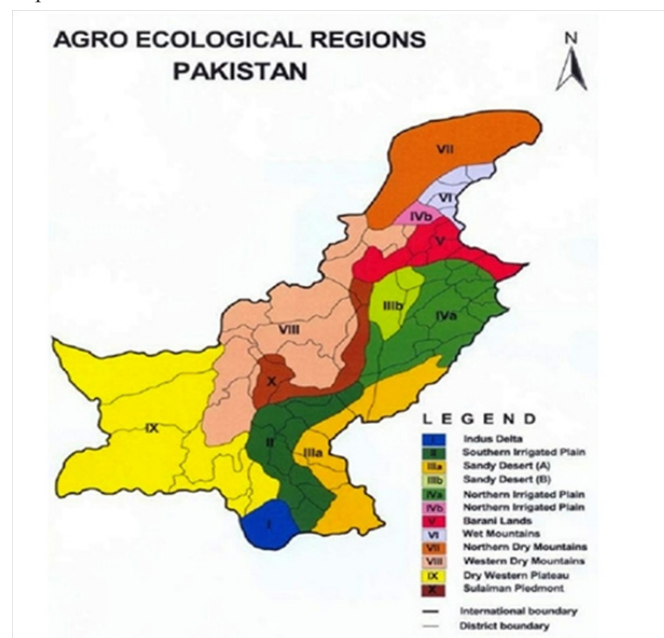 AGRO ECOLOGICAL REGIONS
PAKISTAN
N
VII
VI
IVb
V
IIIb
IVa
VIII
X
IX
II
IIIa
I
LEGEND
I Indus Delta
II Southern Irrigated Plain
IIIa Sandy Desert (A)
IIIb Sandy Desert (B)
IVa Northern Irrigated Plain
IVb Northern Irrigated Plain
V Barani Lands
VI Wet Mountains
VII Northern Dry Mountains
VIII Western Dry Mountains
IX Dry Western Plateau
X Sulaiman Piedmont
International boundary
District boundary